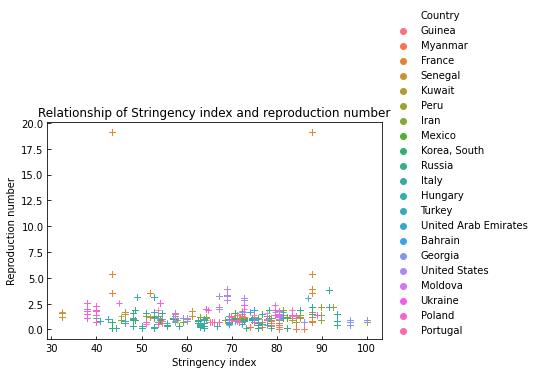 Country
Guinea
Myanmar
France
Senegal
Kuwait
Peru
Iran
Mexico
Korea, South
Russia
Italy
Hungary
Turkey
United Arab Emirates
Bahrain
Georgia
United States
Moldova
Ukraine
Poland
Portugal
Relationship of Stringency index and reproduction number
20.0
17.5
15.0
12.5
10.0
7.5
5.0
2.5
0.0
Reproduction number
30 40 50 60 70 80 90 100
Stringency index